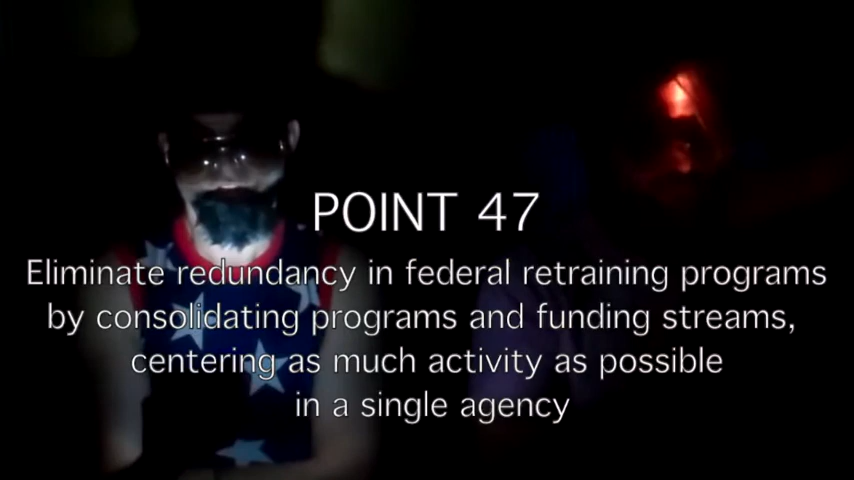 POINT 47
Eliminate redundancy in federal retraining programs
by consolidating programs and funding streams,
centering as much activity as possible
in a single agency